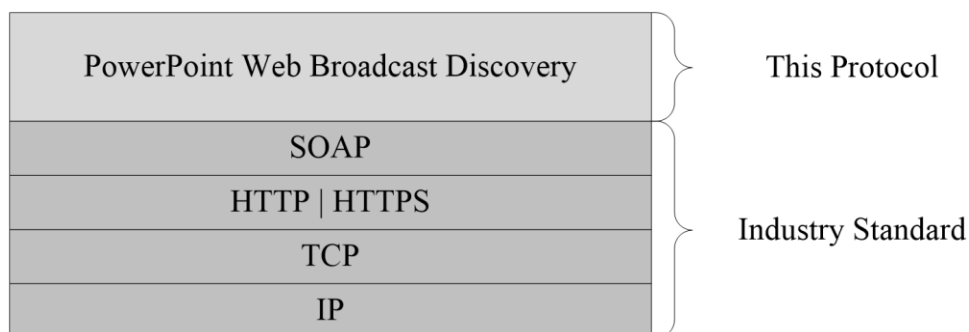 PowerPoint Web Broadcast Discovery
This Protocol
SOAP
HTTP | HTTPS
TCP
IP
Industry Standard